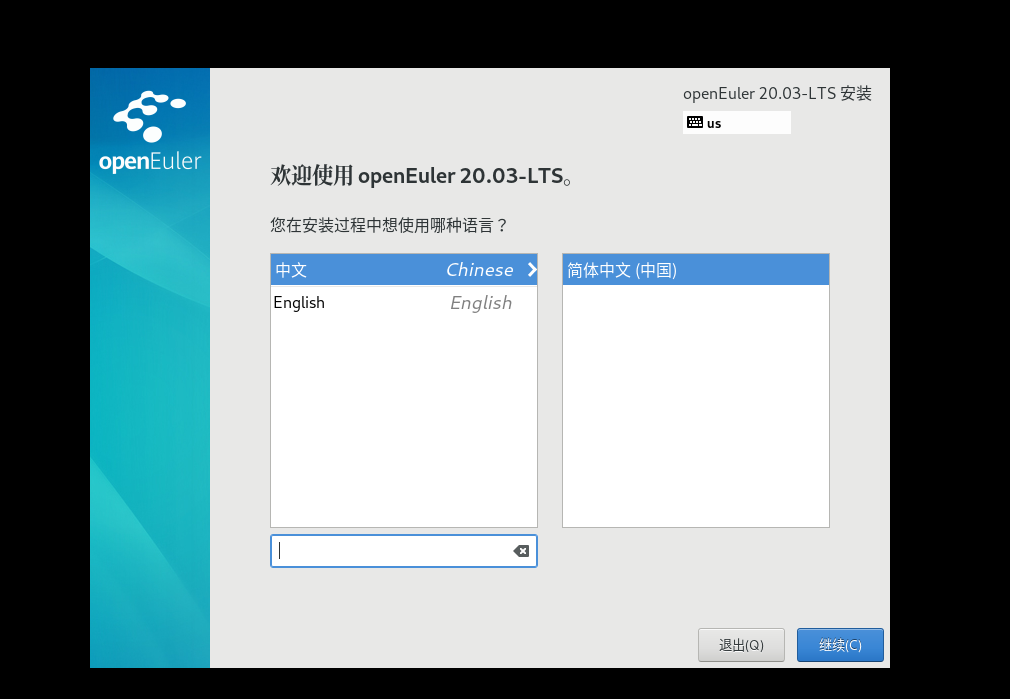 openEuler
openEuler 20.03-LTS 安装
us
欢迎使用 openEuler 20.03-LTS。
您在安装过程中想使用哪种语言？
中文 Chinese
English English
简体中文 (中国)
退出(Q) 继续(C)